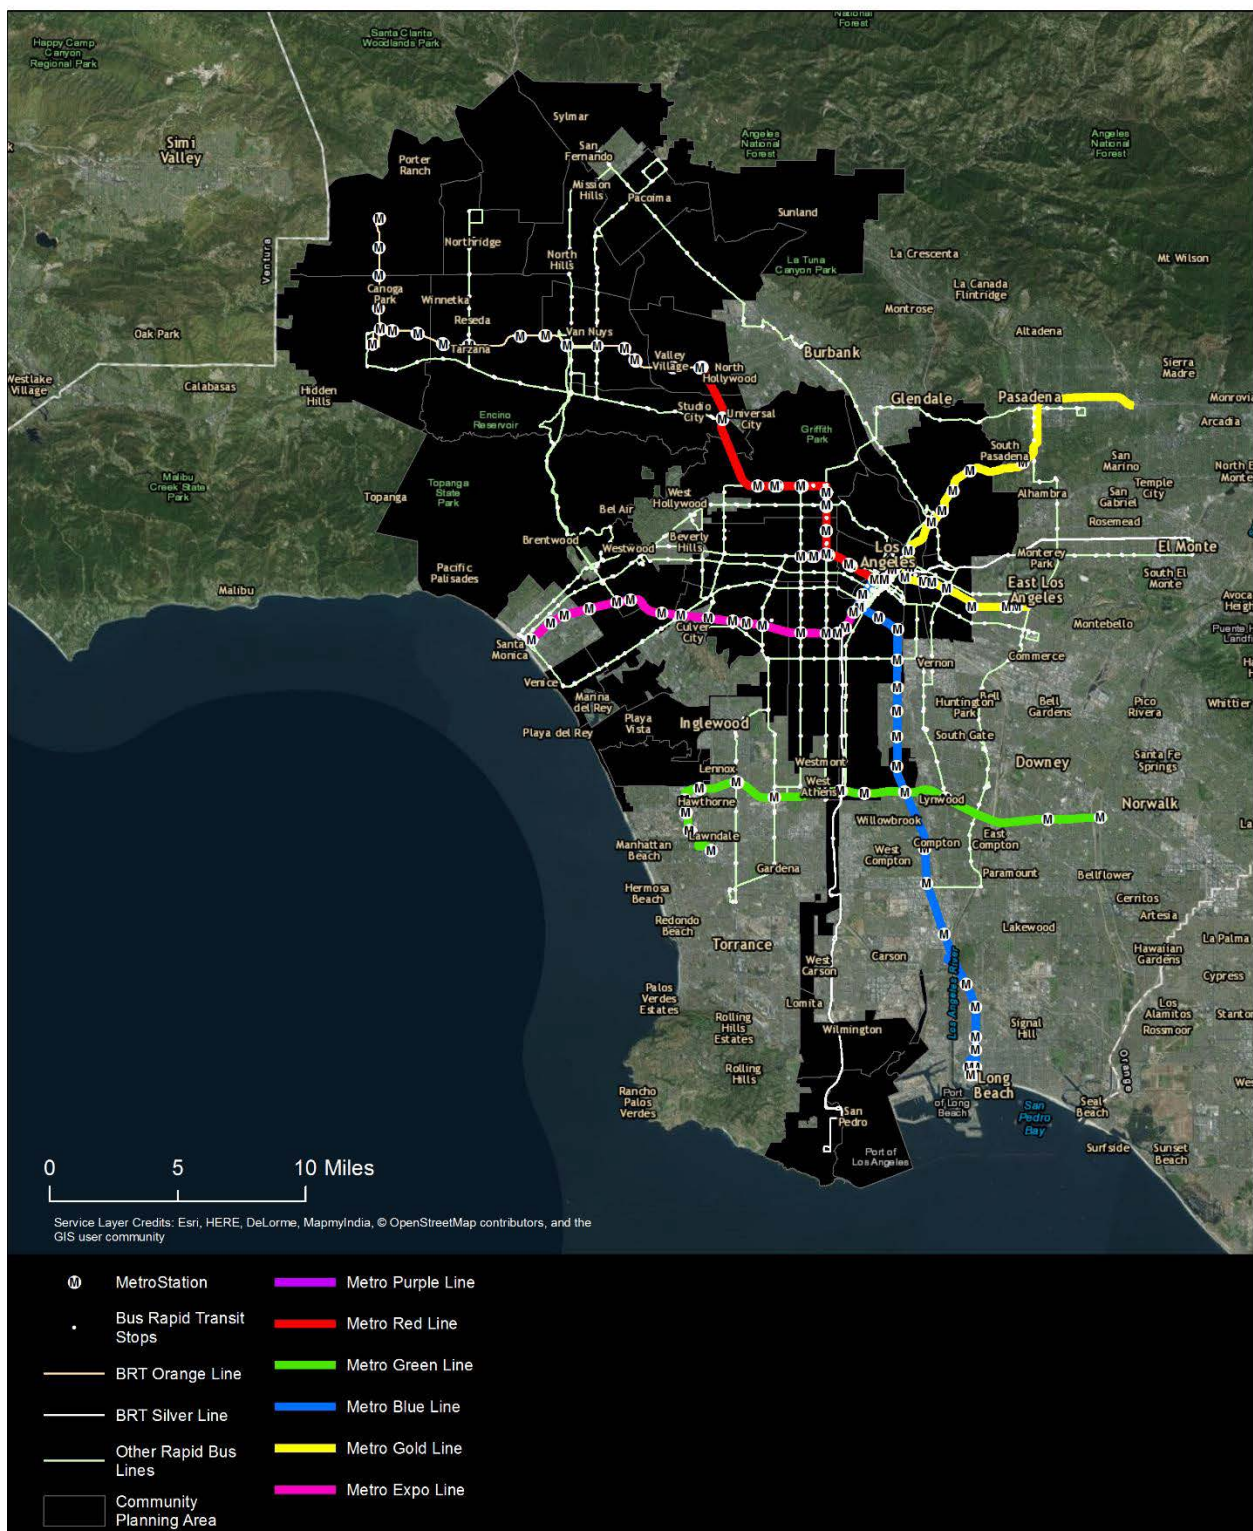 National
Forest
Santa Clarita
Woodlands Park
Happy Camp
Canyon
Regional Park
Sylmar
Simi
Valley
San
Fernando
Angeles
National
Forest
Angeles
National
Forest
Porter
Ranch
Mission
Hills
Pacoima
Sunland
Ventura
Northridge
North
Hills
La Tuna
Canyon Park
La Crescenta
Mt Wilson
La Canada
Flintridge
Canoga
Park
Winnetka
Montrose
Reseda
Oak Park
Van Nuys
Altadena
Tarzana
Valley
Village
Burbank
Sierra
Madre
North
Hollywood
Westlake
Village
Calabasas
Hidden
Hills
Glendale
Pasadena
Monrovia
Encino
Reservoir
Studio
City
Universal
City
Griffith
Park
Arcadia
South
Pasadena
San
Marino
Malibu
Creek State
Park
Topanga
Topanga
State
Park
West
Hollywood
Alhambra
San
Gabriel
Temple
City
North El
Monte
Bel Air
Rosemead
Brentwood
Beverly
Hills
Westwood
Los
Angeles
Monterey
Park
El Monte
Pacific
Palisades
South El
Monte
Malibu
East Los
Angeles
Avoca
Heigh
Montebello
Culver
City
Puente H
Landf
Santa
Monica
Vernon
Commerce
Venice
Marina
del Rey
Huntington
Park
Bell
Bell
Gardens
Pico
Rivera
Whittier
Playa
Vista
Inglewood
Playa del Rey
South Gate
Santa Fe
Springs
Westmont
Downey
Lennox
West
Athens
Hawthorne
Lynwood
Norwalk
La
Willowbrook
Lawndale
Manhattan
Beach
East
Compton
Compton
West
Compton
Gardena
Paramount
Bellflower
Hermosa
Beach
Cerritos
Artesia
Redondo
Beach
Lakewood
La Palma
Torrance
Hawaiian
Gardens
Carson
West
Carson
Cypress
Los Angeles River
Palos
Verdes
Estates
Lomita
Los
Alamitos
Rossmoor
Stanton
Rolling
Hills
Estates
Wilmington
Signal
Hill
Orange
Rolling
Hills
Long
Beach
Rancho
Palos
Verdes
Port
of Long
Beach
Seal
Beach
San
Pedro
San
Pedro
Bay
Port of
Los Angeles
Surfside
Sunset
Beach
0 5 10 Miles
Service Layer Credits: Esri, HERE, DeLorme, MapmyIndia, © OpenStreetMap contributors, and the
GIS user community
M MetroStation
Bus Rapid Transit
Stops
BRT Orange Line
BRT Silver Line
Other Rapid Bus
Lines
Community
Planning Area
Metro Purple Line
Metro Red Line
Metro Green Line
Metro Blue Line
Metro Gold Line
Metro Expo Line